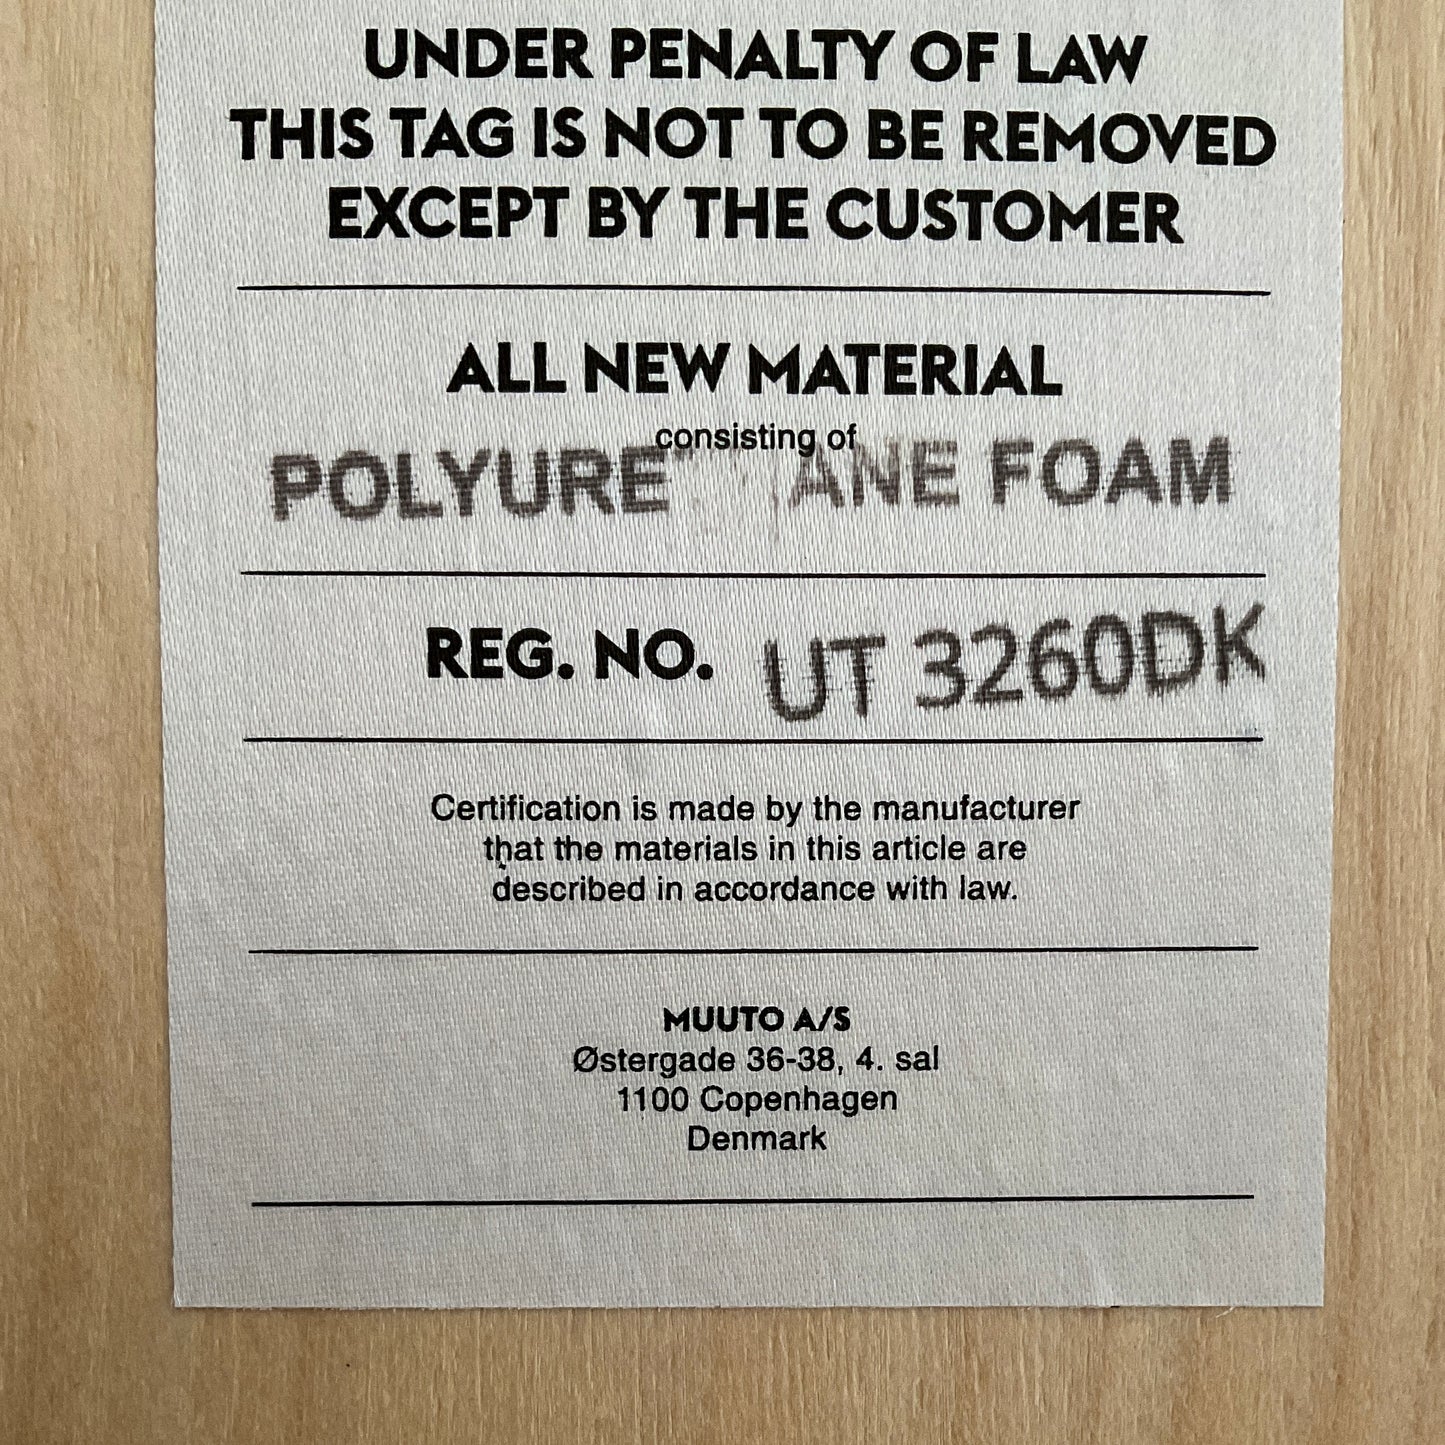 UNDER PENALTY OF LAW
THIS TAG IS NOT TO BE REMOVED
EXCEPT BY THE CUSTOMER
ALL NEW MATERIAL
consisting of
POLYURE ANE FOAM
REG. NO. UT 3260DK
Certification is made by the manufacturer
that the materials in this article are
described in accordance with law.
MUUTO A/S
Østergade 36-38, 4. sal
1100 Copenhagen
Denmark